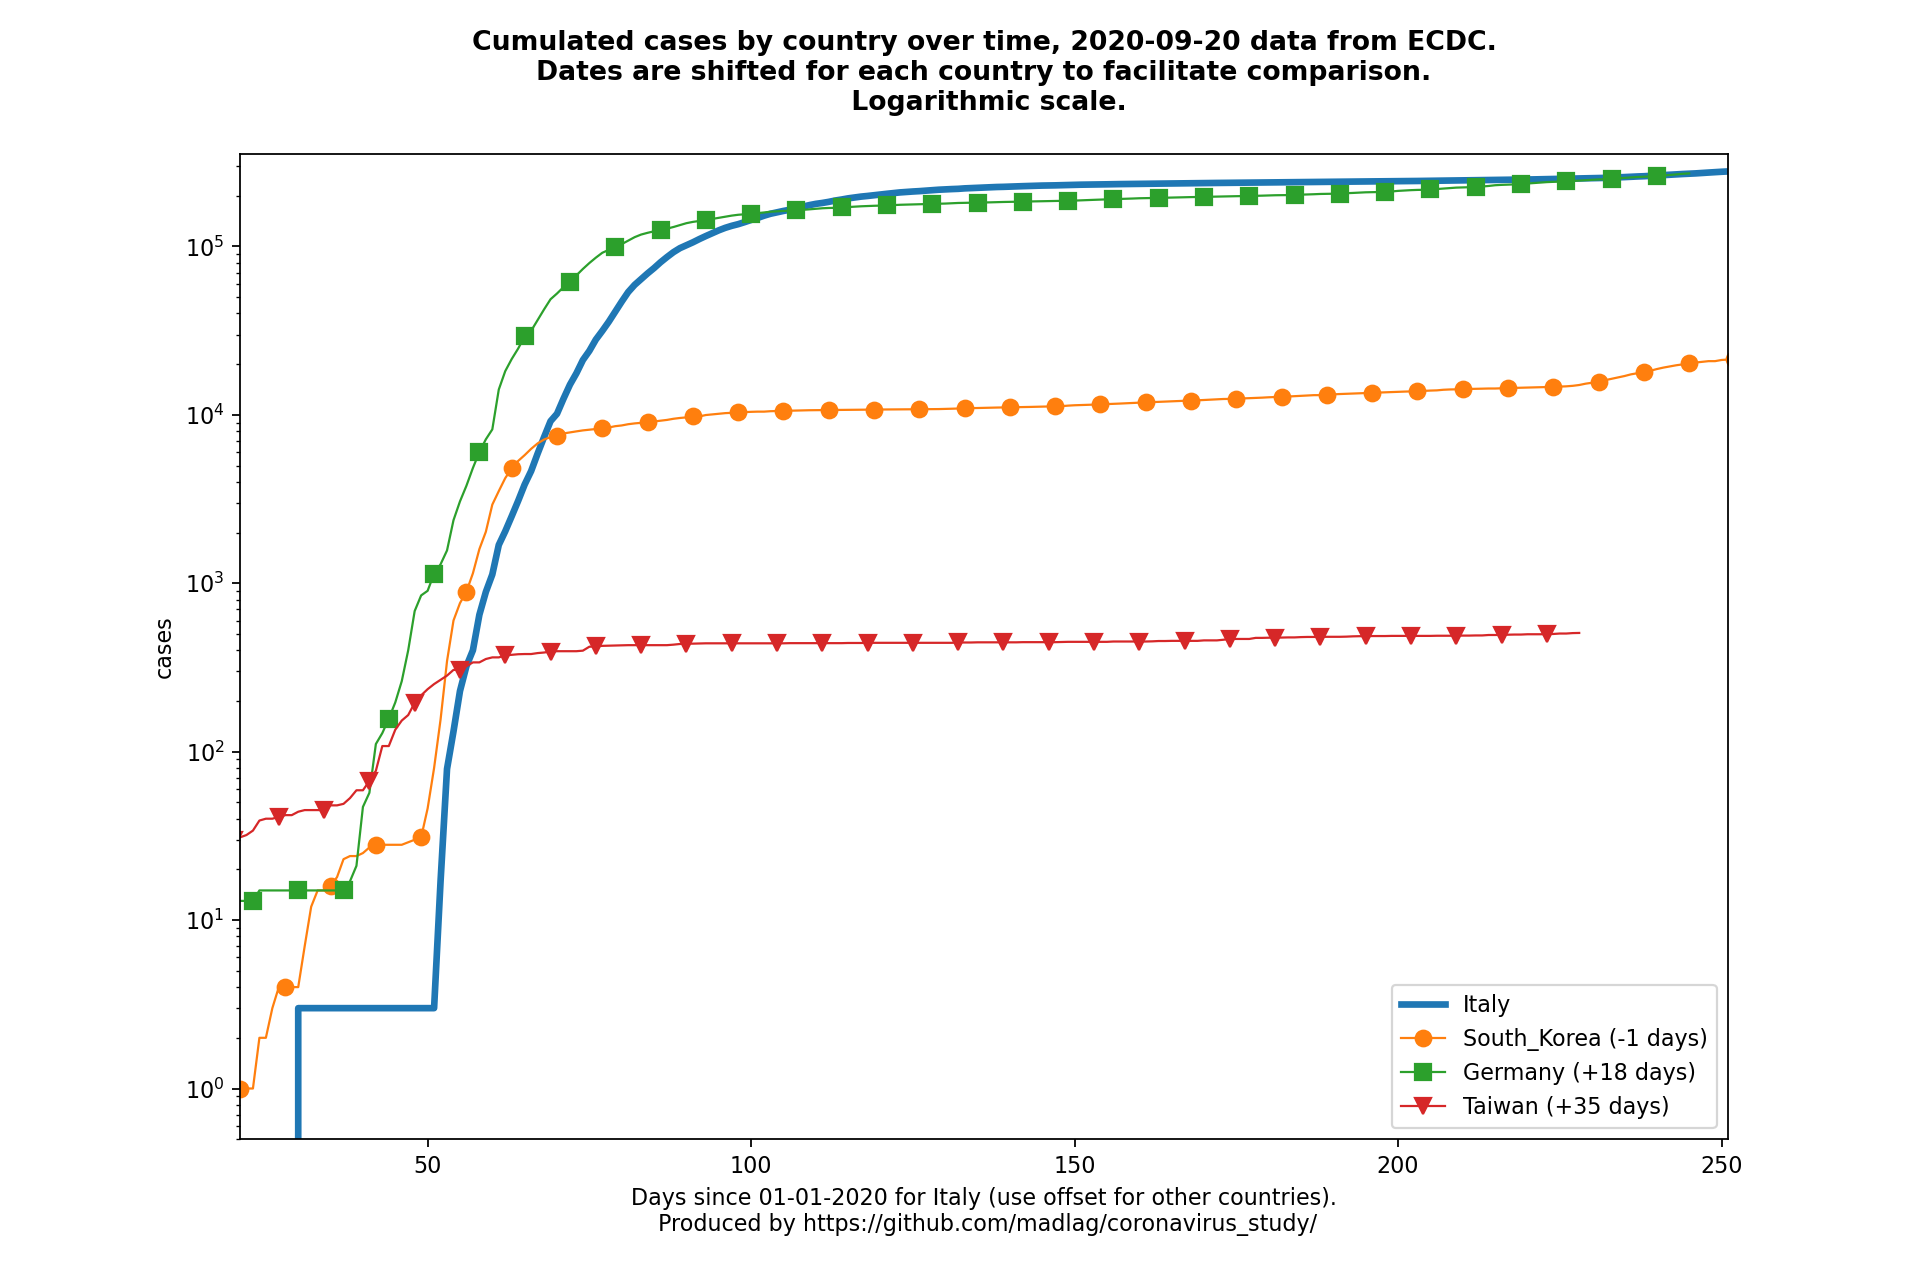 Cumulated cases by country over time, 2020-09-20 data from ECDC.
Dates are shifted for each country to facilitate comparison.
Logarithmic scale.
cases
10^5
10^4
10^3
10^2
10^1
10^0
50 100 150 200 250
Italy
South_Korea (-1 days)
Germany (+18 days)
Taiwan (+35 days)
Days since 01-01-2020 for Italy (use offset for other countries).
Produced by https://github.com/madlag/coronavirus_study/